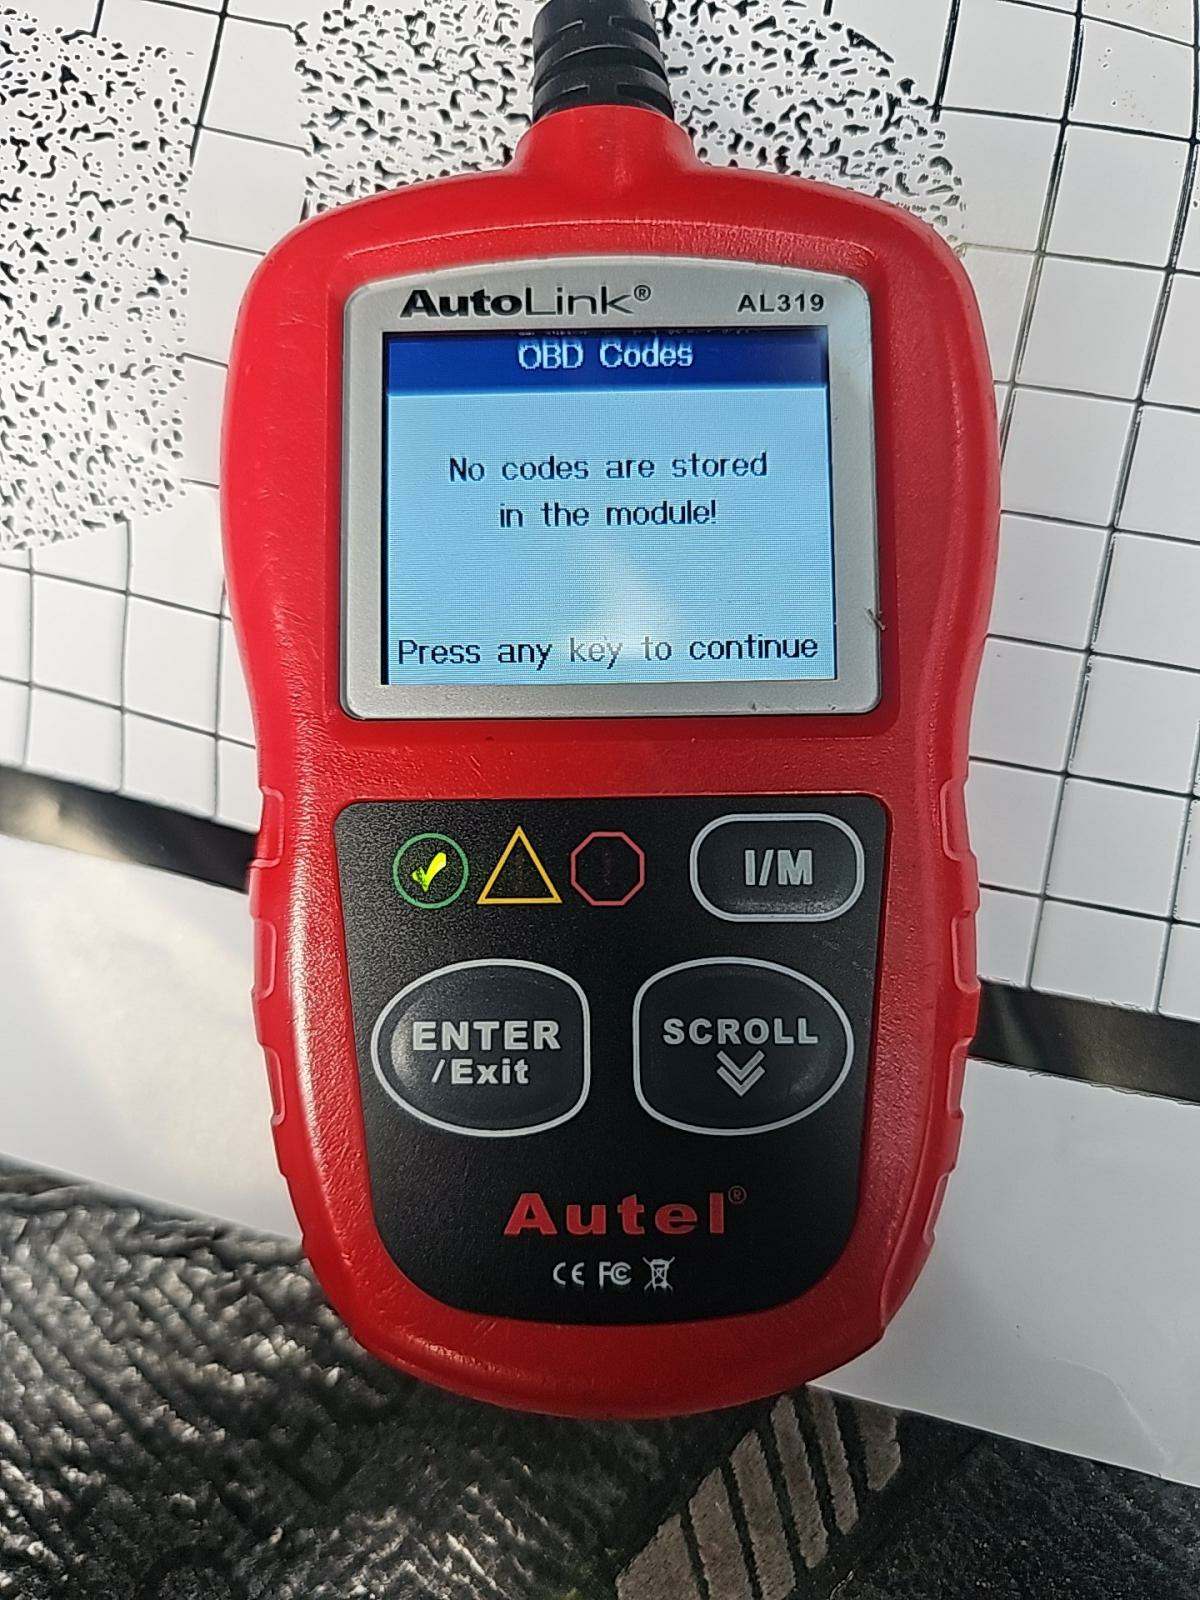 AutoLink® AL319
OBD Codes
No codes are stored
in the module!
Press any key to continue
I/M
ENTER
/Exit
SCROLL
Autel®
CE FC